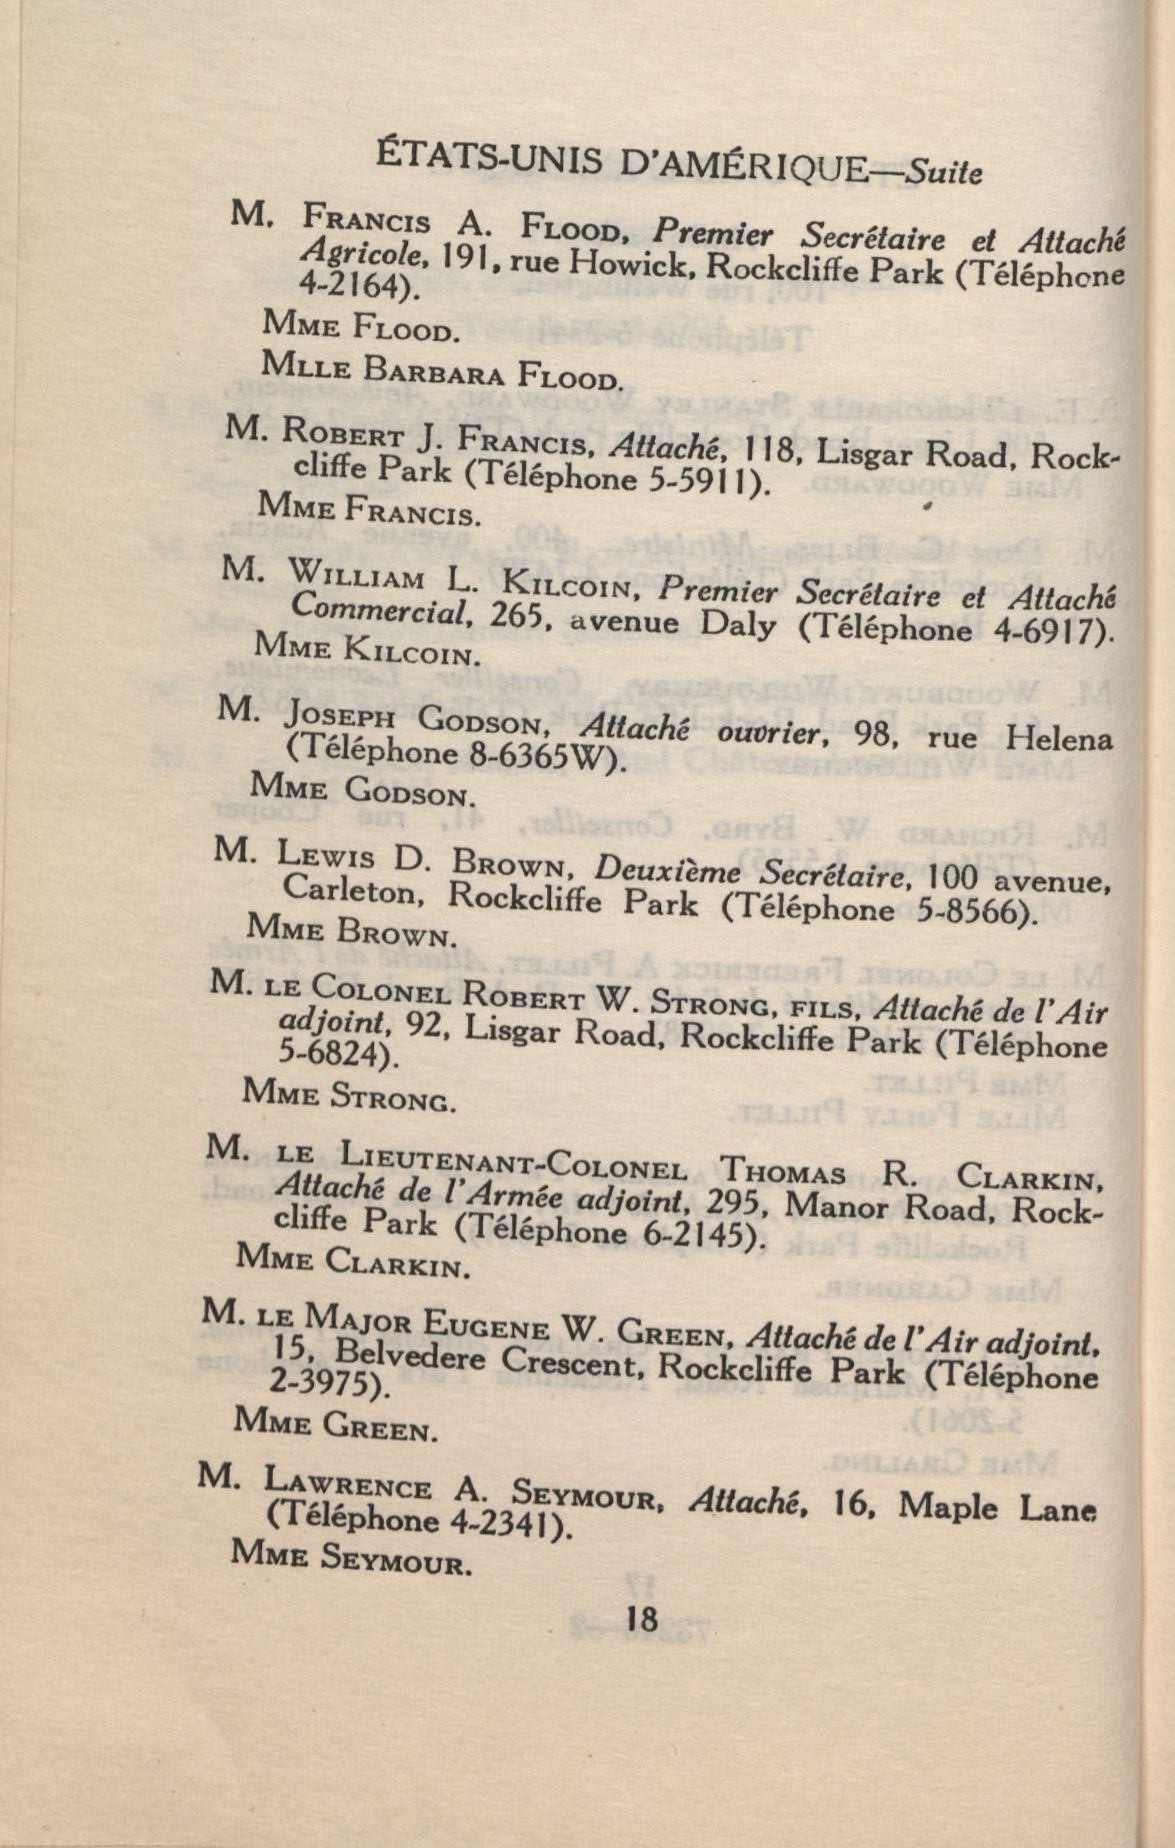 ÉTATS-UNIS D'AMÉRIQUE—Suite
M. FRANCIS A. FLOOD, Premier Secrétaire et Attaché
Agricole, 191, rue Howick, Rockcliffe Park (Téléphone
4-2164).
MME FLOOD.
MLLE BARBARA FLOOD.
M. ROBERT J. FRANCIS, Attaché, 118, Lisgar Road, Rock-
cliffe Park (Téléphone 5-5911).
MME FRANCIS.
M. WILLIAM L. KILCOIN, Premier Secrétaire et Attaché
Commercial, 265, avenue Daly (Téléphone 4-6917).
MME KILCOIN.
M. JOSEPH GODSON, Attaché ouvrier, 98, rue Helena
(Téléphone 8-6365W).
MME GODSON.
M. LEWIS D. BROWN, Deuxième Secrétaire, 100 avenue,
Carleton, Rockcliffe Park (Téléphone 5-8566).
MME BROWN.
M. LE COLONEL ROBERT W. STRONG, FILS, Attaché de l'Air
adjoint, 92, Lisgar Road, Rockcliffe Park (Téléphone
5-6824).
MME STRONG.
M. LE LIEUTENANT-COLONEL THOMAS R. CLARKIN,
Attaché de l'Armée adjoint, 295, Manor Road, Rock-
cliffe Park (Téléphone 6-2145).
MME CLARKIN.
M. LE MAJOR EUGENE W. GREEN, Attaché de l'Air adjoint,
15, Belvedere Crescent, Rockcliffe Park (Téléphone
2-3975).
MME GREEN.
M. LAWRENCE A. SEYMOUR, Attaché, 16, Maple Lane
(Téléphone 4-2341).
MME SEYMOUR.
18